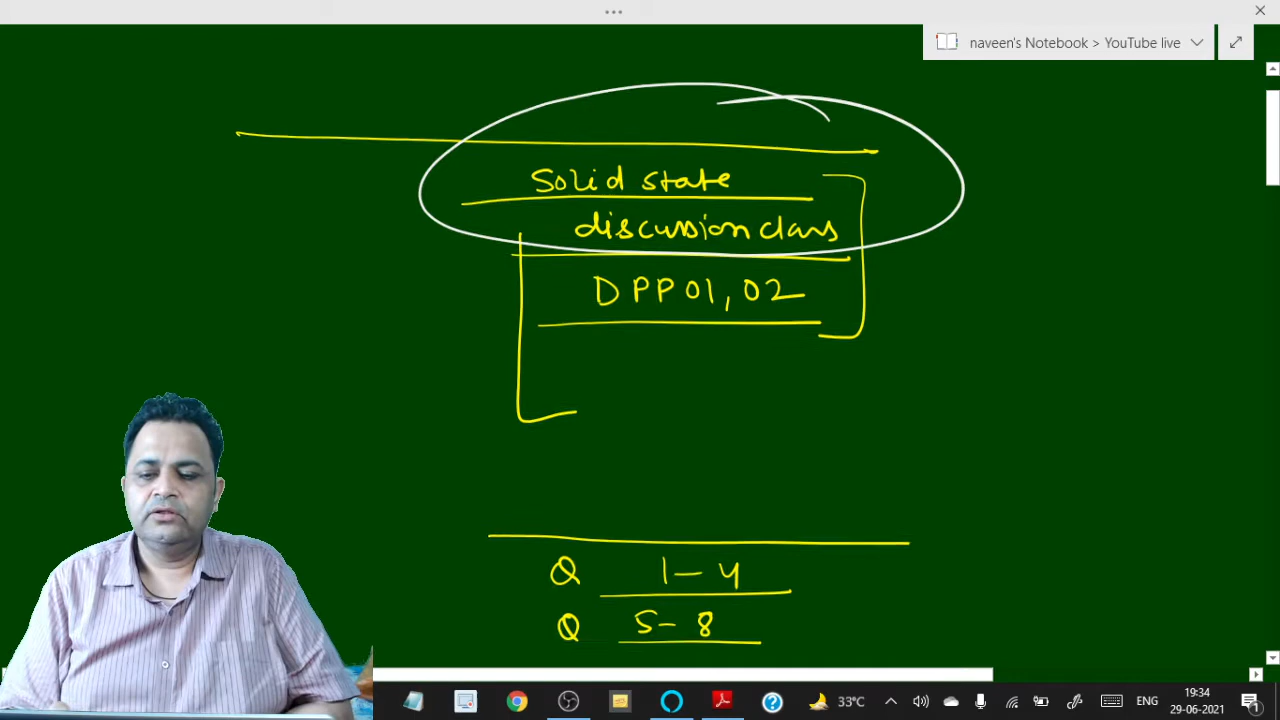 naveen's Notebook > YouTube live
Solid state
discussion class
DPP 01, 02
Q 1-4
Q 5-8
33°C
ENG
19:34
29-06-2021
1